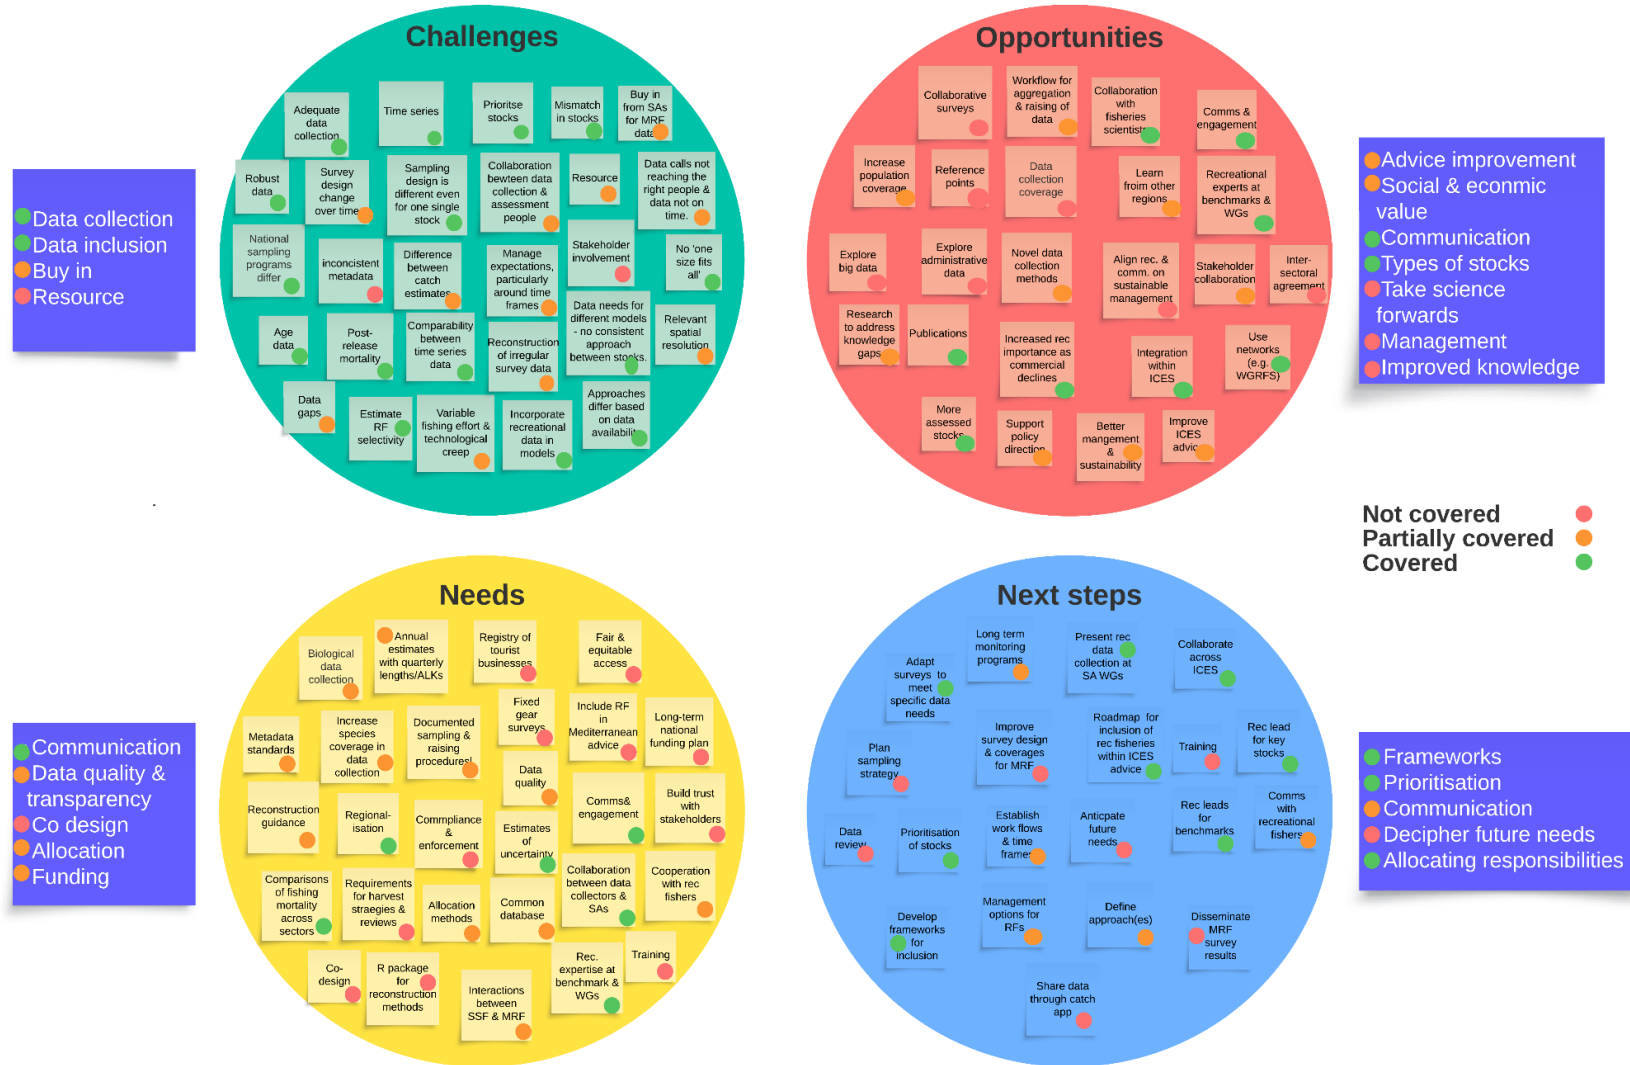 Challenges
Adequate
data
collection
Time series
Prioritse
stocks
Mismatch
in stocks
Buy in
from SAs
for MRF
data
Robust
data
Survey
design
change
over time
Sampling
design is
different even
for one single
stock
Collaboration
bewteen data
collection &
assessment
people
Resource
Data calls not
reaching the
right people &
data not on
time.
National
sampling
programs
differ
inconcistent
metadata
Difference
between
catch
estimates
Manage
expectations,
particularly
around time
frames
Stakeholder
involvement
No 'one
size fits
all'
Age
data
Post-
release
mortality
Comparability
between
time series
data
Reconstruction
of irregular
survey data
Data needs for
different models
- no consistent
approach
between stocks.
Relevant
spatial
resolution
Data
gaps
Estimate
RF
selectivity
Variable
fishing effort &
technological
creep
Incorporate
recreational
data in
models
Approaches
differ based
on data
availability
Data collection
Data inclusion
Buy in
Resource
Opportunities
Collaborative
surveys
Workflow for
aggregation
& raising of
data
Collaboration
with
fisheries
scientists
Comms &
engagement
Increase
population
coverage
Reference
points
Data
collection
coverage
Learn
froim other
regions
Recreational
experts at
benchmarks &
WGs
Explore
big data
Explore
administrative
data
Novel data
collection
methods
Align rec. &
comm. on
sustainable
management
Stakeholder
collaboration
Inter-
sectoral
agreement
Research
to address
knowledge
gaps
Publications
Increased rec
importance as
commercial
declines
Integration
within
ICES
Use
networks
(e.g.
WGRFS)
More
assessed
stocks
Support
policy
direction
Better
mangement
&
sustainability
Improve
ICES
advice
Advice improvement
Social & econmic
value
Communication
Types of stocks
Take science
forwards
Management
Improved knowledge
Not covered
Partially covered
Covered
Needs
Biological
data
collection
Annual
estimates
with quarterly
lengths/ALKs
Registry of
tourist
businesses
Fair &
equitable
access
Metadata
standards
Increase
species
coverage in
data
collection
Documented
sampling &
raising
procedures!
Fixed
gear
surveys
Include RF
in
Mediterranean
advice
Long-term
national
funding plan
Data
quality
Reconstruction
guidance
Regional-
isation
Commpliance
&
enforcement
Estimates
of
uncertainty
Comms&
engagement
Build trust
with
stakeholders
Comparisons
of fishing
mortality
across
sectors
Requirements
for harvest
straegies &
reviews
Allocation
methods
Common
database
Collaboration
between data
collectors &
SAs
Cooperation
with rec
fishers
Co-
design
R package
for
reconstruction
methods
Interactions
between
SSF & MRF
Rec.
expertise at
benchmark &
WGs
Training
Communication
Data quality &
transparency
Co design
Allocation
Funding
Next steps
Adapt
surveys to
meet
specific data
needs
Long term
monitoring
programs
Present rec
data
collection at
SA WGs
Collaborate
across
ICES
Plan
sampling
strategy
Improve
survey design
& coverages
for MRF
Roadmap for
inclusion of
rec fisheries
within ICES
advice
Training
Rec lead
for key
stocks
Data
review
Prioritisation
of stocks
Establish
work flows
& time
frames
Anticpate
future
needs
Rec leads
for
benchmarks
Comms
with
recreational
fishers
Develop
frameworks
for
inclusion
Management
options for
RFs
Define
approach(es)
Disseminate
MRF
survey
results
Share data
through catch
app
Frameworks
Prioritisation
Communication
Decipher future needs
Allocating responsibilities